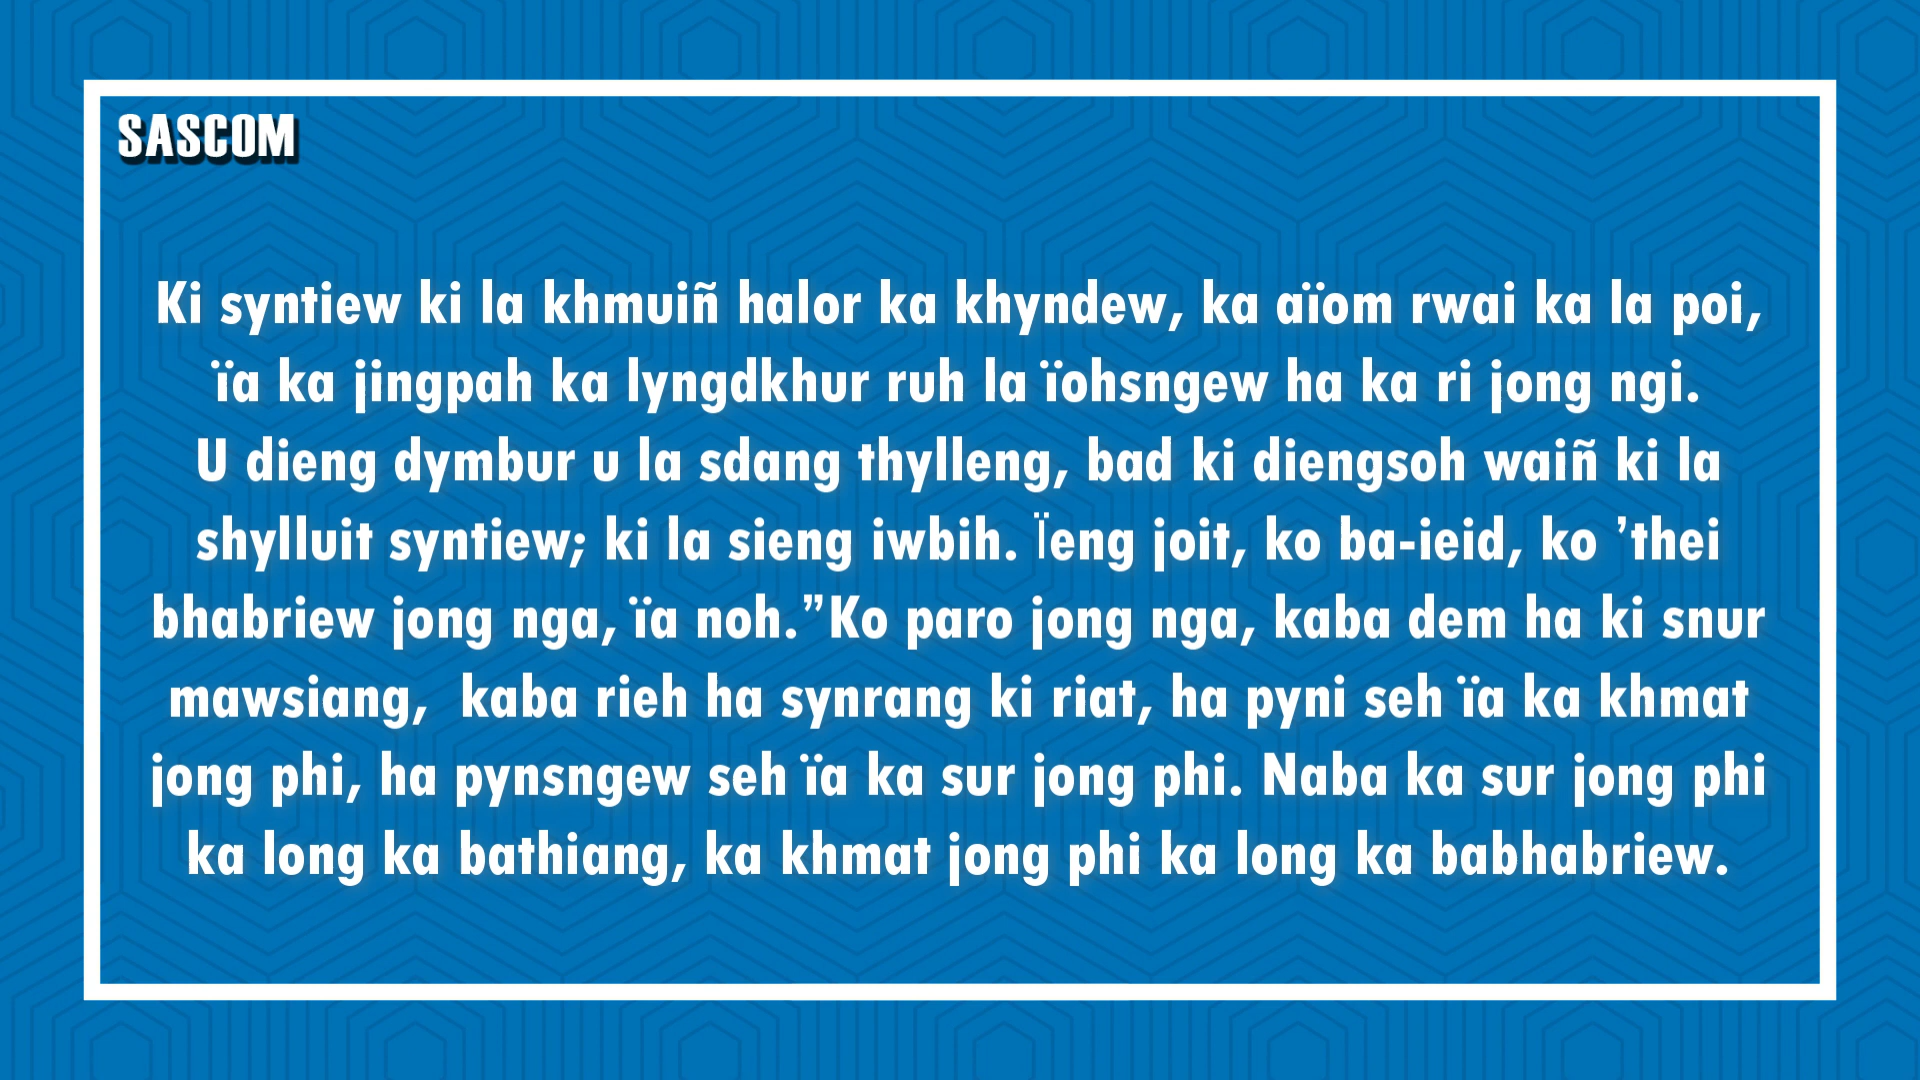 SASCOM
Ki syntiew ki la khmuiñ halor ka khyndew, ka aïom rwai ka la poi,
ïa ka jingpah ka lyngdkhur ruh la ïohsngew ha ka ri jong ngi.
U dieng dymbur u la sdang thylleng, bad ki diengsoh waiñ ki la
shylluit syntiew; ki la sieng iwbih. Ïeng joit, ko ba-ieid, ko ’thei
bhabriew jong nga, ïa noh.”Ko paro jong nga, kaba dem ha ki snur
mawsiang,  kaba rieh ha synrang ki riat, ha pyni seh ïa ka khmat
jong phi, ha pynsngew seh ïa ka sur jong phi. Naba ka sur jong phi
ka long ka bathiang, ka khmat jong phi ka long ka babhabriew.